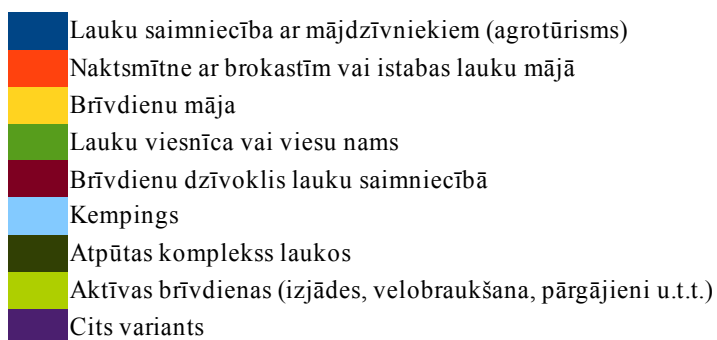 Lauku saimniecība ar mājdzīvniekiem (agrotūrisms)
Naktsmītne ar brokastīm vai istabas lauku mājā
Brīvdienu māja
Lauku viesnīca vai viesu nams
Brīvdienu dzīvoklis lauku saimniecībā
Kempings
Atpūtas komplekss laukos
Aktīvas brīvdienas (izjādes, velobraukšana, pārgājieni u.t.t.)
Cits variants